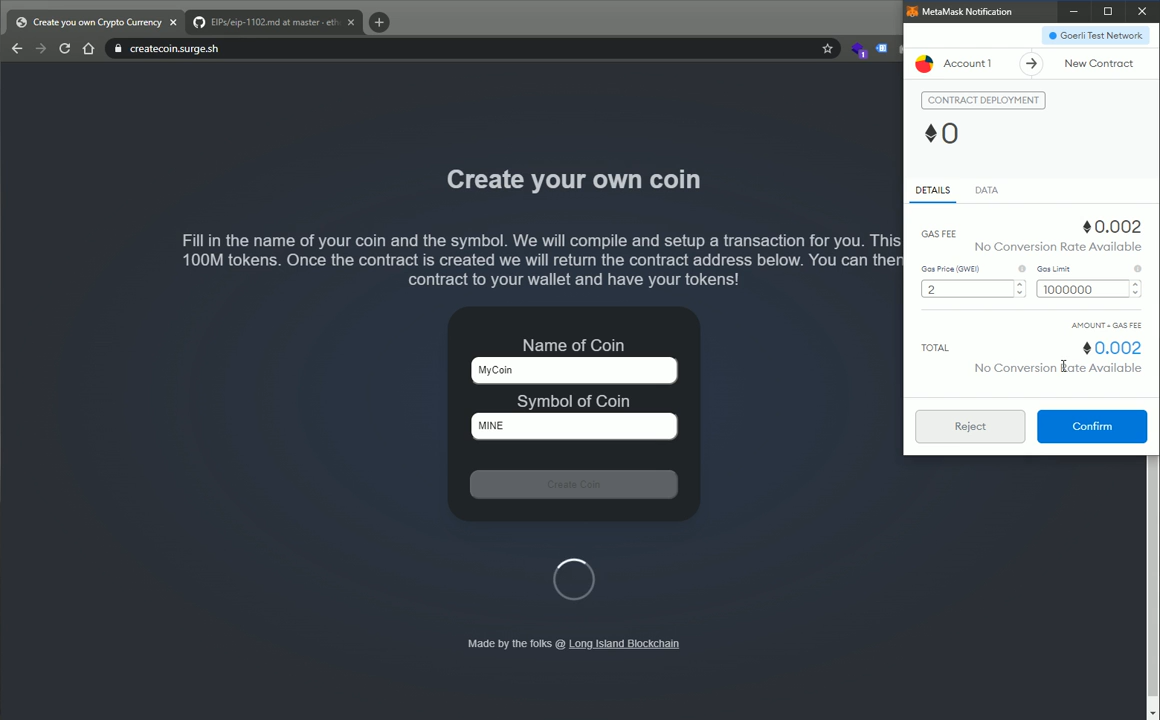 Create you own Crypto Currency
EIPs/eip-1102.md at master · eth
createcoin.surge.sh
1
Create your own coin
Fill in the name of your coin and the symbol. We will compile and setup a transaction for you. This
100M tokens. Once the contract is created we will return the contract address below. You can then
contract to your wallet and have your tokens!
Name of Coin
MyCoin
Symbol of Coin
MINE
Create Coin
Made by the folks @ Long Island Blockchain
MetaMask Notification
Goerli Test Network
Account 1
New Contract
CONTRACT DEPLOYMENT
0
DETAILS
DATA
GAS FEE
0.002
No Conversion Rate Available
Gas Price (GWEI)
Gas Limit
2
1000000
AMOUNT + GAS FEE
TOTAL
0.002
No Conversion Rate Available
Reject
Confirm